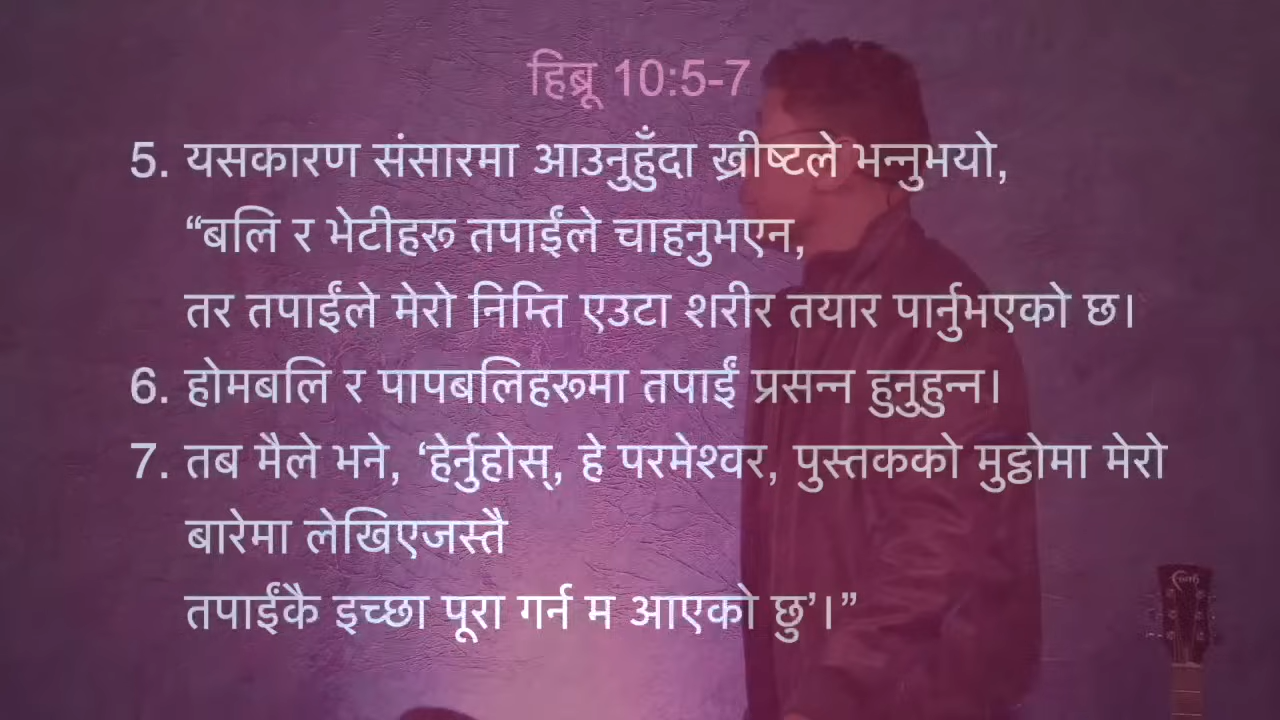 हिब्रू 10:5-7
5. यसकारण संसारमा आउनुहुँदा ख्रीष्टले भन्नुभयो,
“बलि र भेटीहरू तपाईंले चाहनुभएन,
तर तपाईंले मेरो निम्ति एउटा शरीर तयार पार्नुभएको छ।
6. होमबलि र पापबलिहरूमा तपाईं प्रसन्न हुनुहुन्न।
7. तब मैले भने, ‘हेर्नुहोस्, हे परमेश्वर, पुस्तकको मुट्ठोमा मेरो
बारेमा लेखिएजस्तै
तपाईंकै इच्छा पूरा गर्न म आएको छु’।”